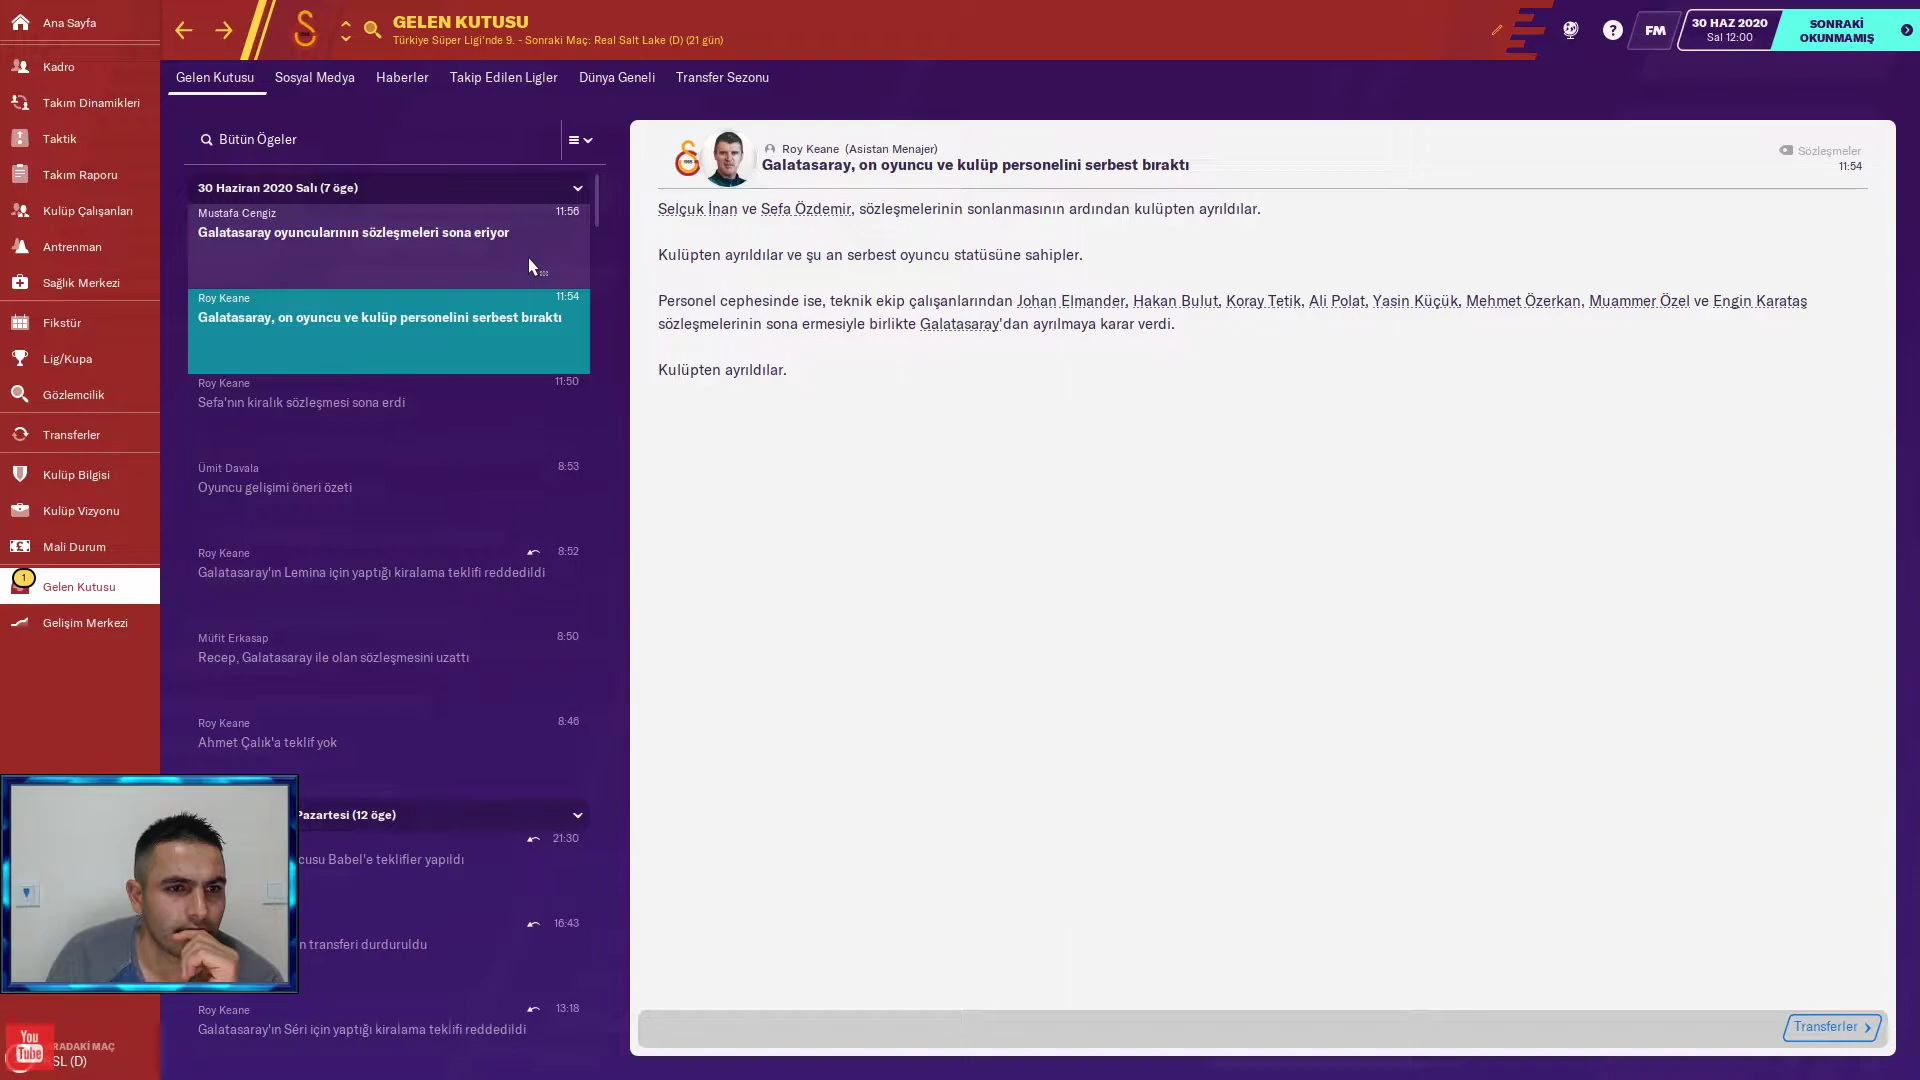 Ana Sayfa
Kadro
Takım Dinamikleri
Taktik
Takım Raporu
Kulüp Çalışanları
Antrenman
Sağlık Merkezi
Fikstür
Lig/Kupa
Gözlemcilik
Transferler
Kulüp Bilgisi
Kulüp Vizyonu
Mali Durum
1
Gelen Kutusu
Gelişim Merkezi
RADAKİ MAÇ
SL (D)
You
Tube
GELEN KUTUSU
Türkiye Süper Ligi'nde 9. - Sonraki Maç: Real Salt Lake (D) (21 gün)
?
FM
30 HAZ 2020
Sal 12:00
SONRAKİ
OKUNMAMIŞ
Gelen Kutusu Sosyal Medya Haberler Takip Edilen Ligler Dünya Geneli Transfer Sezonu
Bütün Ögeler
30 Haziran 2020 Salı (7 öge)
Mustafa Cengiz 11:56
Galatasaray oyuncularının sözleşmeleri sona eriyor
Roy Keane 11:54
Galatasaray, on oyuncu ve kulüp personelini serbest bıraktı
Roy Keane 11:50
Sefa'nın kiralık sözleşmesi sona erdi
Ümit Davala 8:53
Oyuncu gelişimi öneri özeti
Roy Keane 8:52
Galatasaray'ın Lemina için yaptığı kiralama teklifi reddedildi
Müfit Erkasap 8:50
Recep, Galatasaray ile olan sözleşmesini uzattı
Roy Keane 8:46
Ahmet Çalık'a teklif yok
Pazartesi (12 öge)
21:30
cusu Babel'e teklifler yapıldı
16:43
n transferi durduruldu
Roy Keane 13:18
Galatasaray'ın Séri için yaptığı kiralama teklifi reddedildi
Roy Keane (Asistan Menajer)
Galatasaray, on oyuncu ve kulüp personelini serbest bıraktı
Sözleşmeler
11:54
Selçuk İnan ve Sefa Özdemir, sözleşmelerinin sonlanmasının ardından kulüpten ayrıldılar.
Kulüpten ayrıldılar ve şu an serbest oyuncu statüsüne sahipler.
Personel cephesinde ise, teknik ekip çalışanlarından Johan Elmander, Hakan Bulut, Koray Tetik, Ali Polat, Yasin Küçük, Mehmet Özerkan, Muammer Özel ve Engin Karataş
sözleşmelerinin sona ermesiyle birlikte Galatasaray'dan ayrılmaya karar verdi.
Kulüpten ayrıldılar.
Transferler